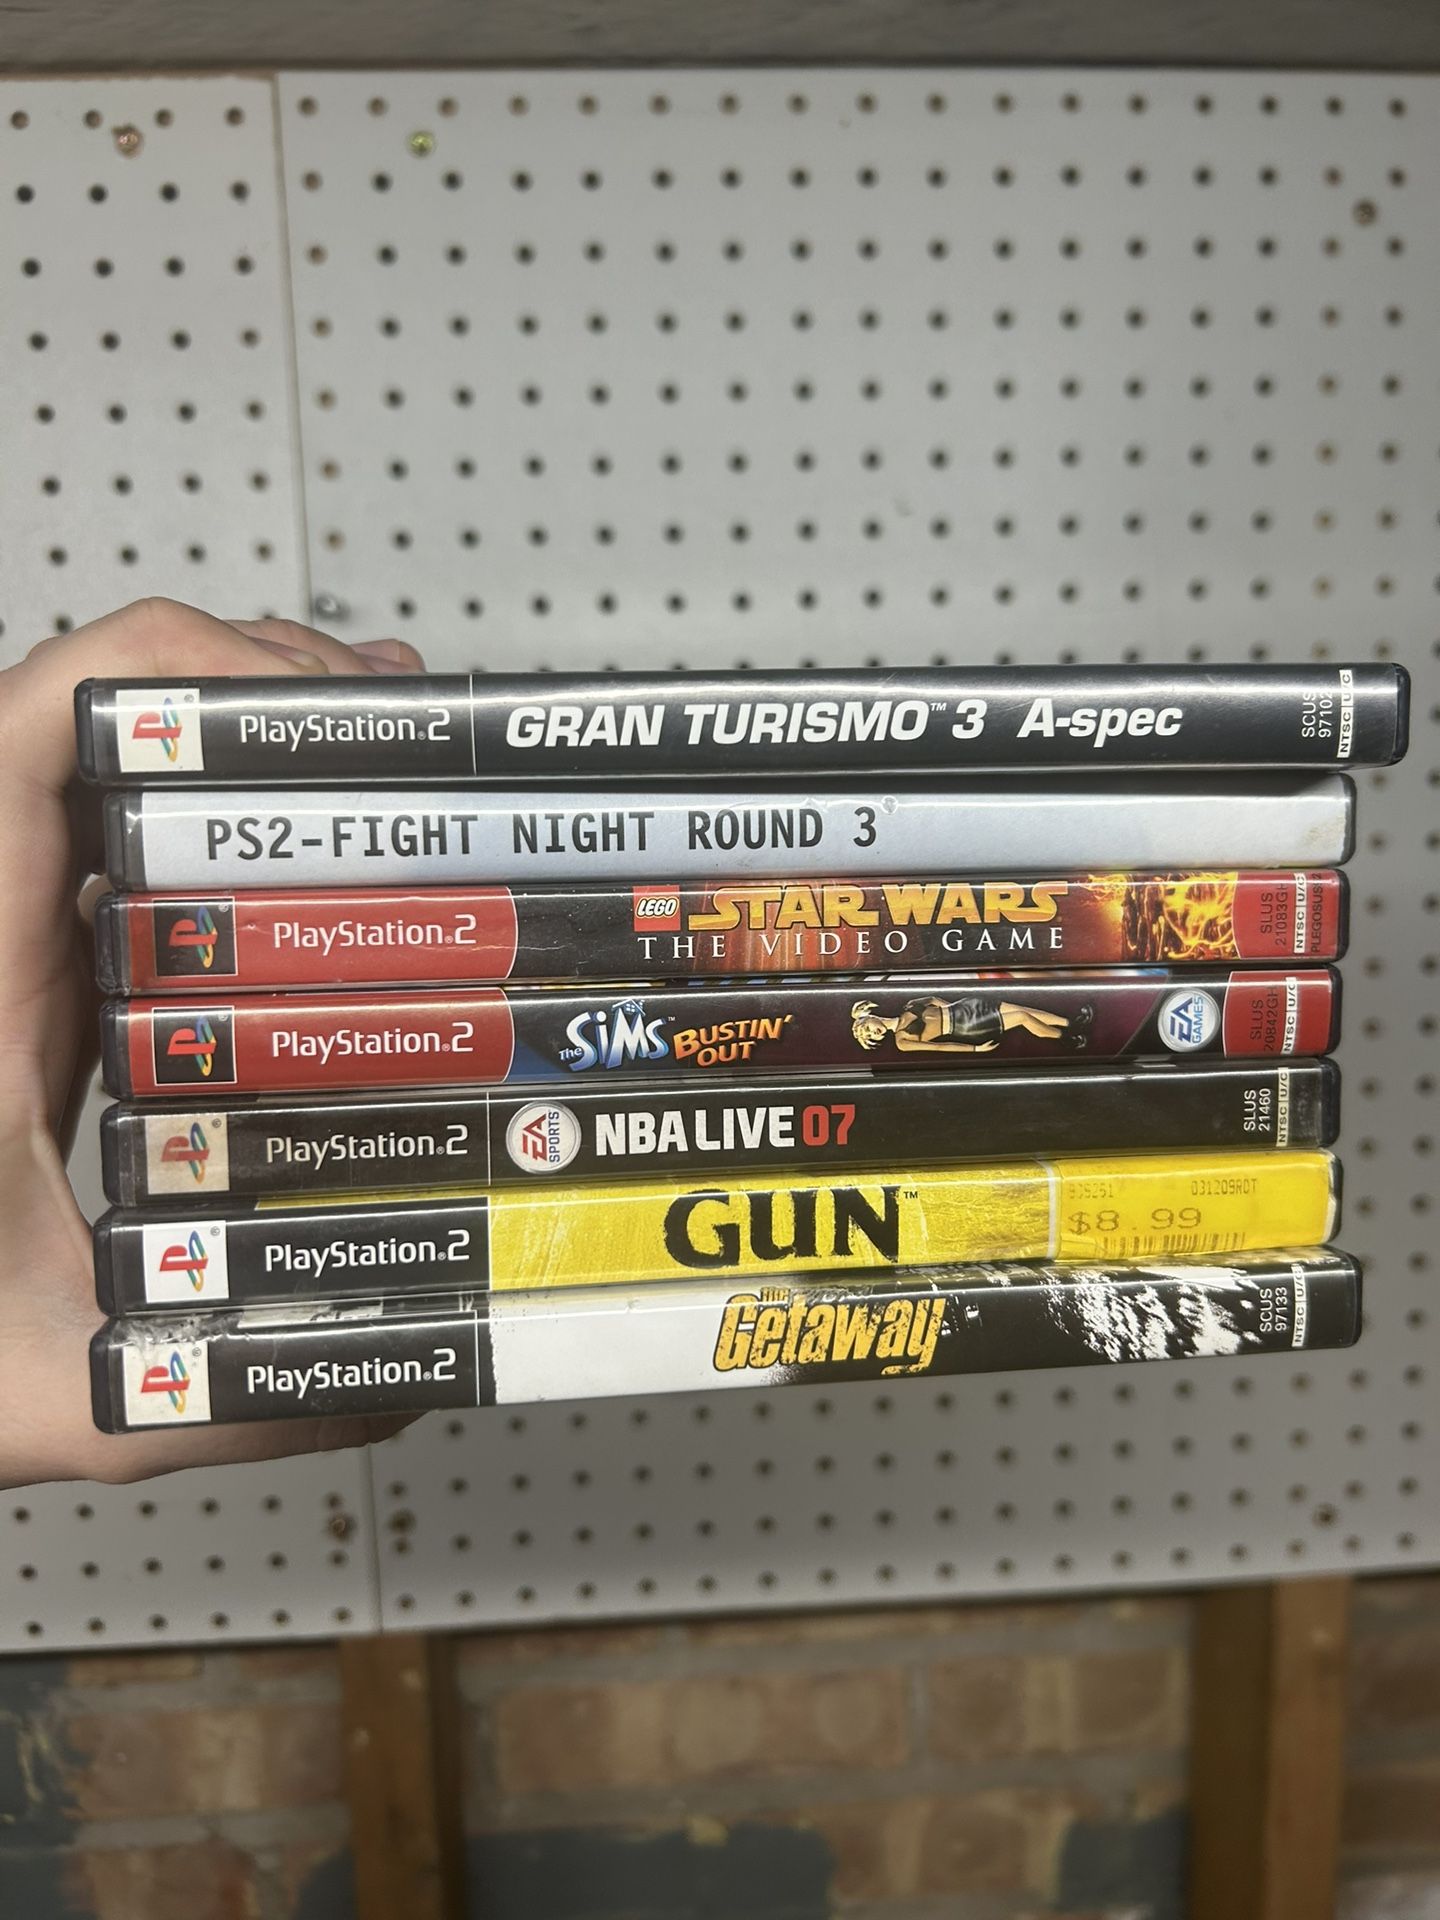 PlayStation®2 GRAN TURISMO™ 3 A-spec SCUS 97102 NTSC U/C
PS2-FIGHT NIGHT ROUND 3
PlayStation®2 LEGO STAR WARS
THE VIDEO GAME SLUS 21083GH NTSC U/C PLEGOSUS12
PlayStation®2 The SiMS™ BUSTIN' OUT EA GAMES SLUS 20842GH NTSC U/C
PlayStation®2 EA SPORTS NBA LIVE 07 SLUS 21460 NTSC U/C
PlayStation®2 GUN™ 031209RDT
$8.99
PlayStation®2 THE Getaway SCUS 97133 NTSC U/C